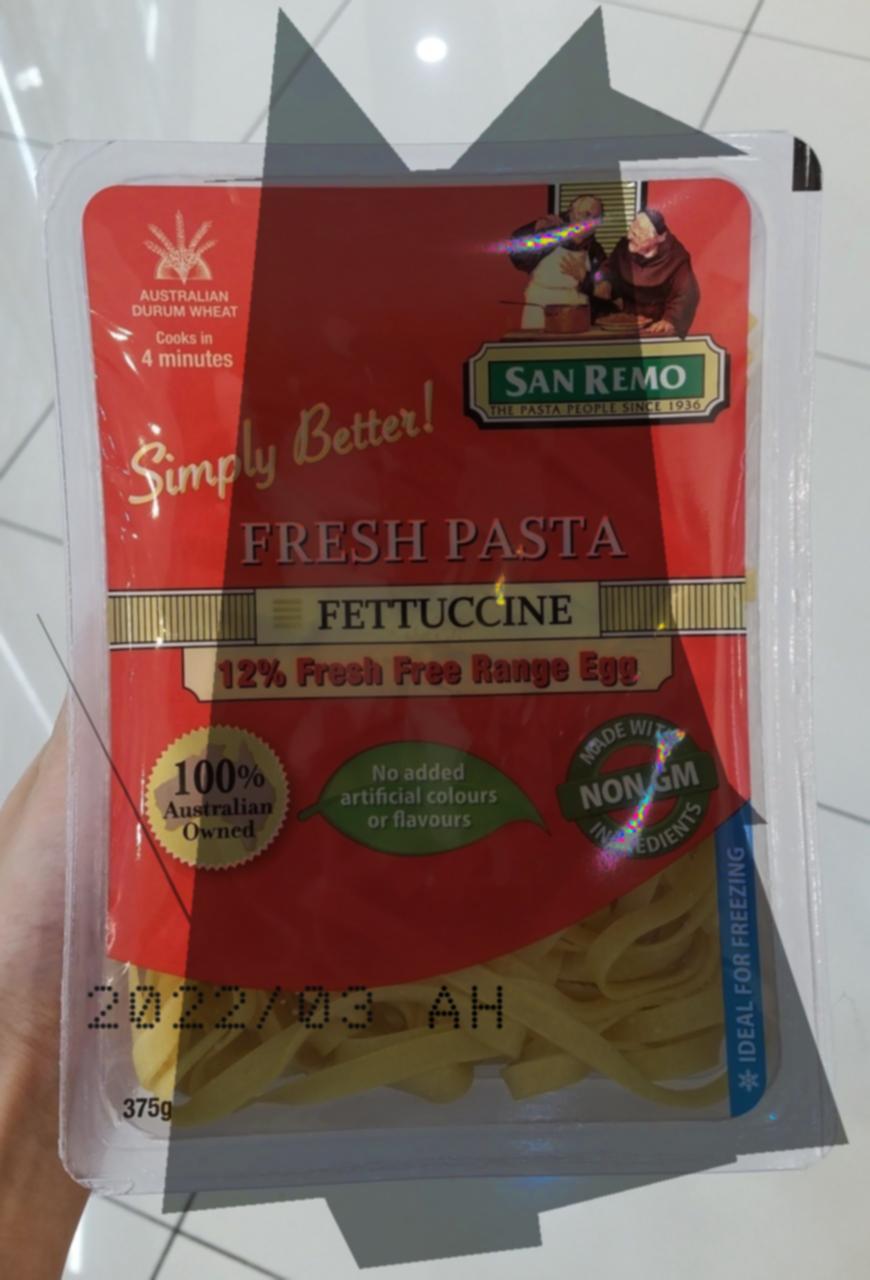 AUSTRALIAN
DURUM WHEAT
Cooks in
4 minutes
SAN REMO
THE PASTA PEOPLE SINCE 1936
Simply Better!
FRESH PASTA
FETTUCCINE
12% Fresh Free Range Egg
100%
Australian
Owned
No added
artificial colours
or flavours
MADE WITH
NON GM
INGREDIENTS
IDEAL FOR FREEZING
2022/03 AH
375g